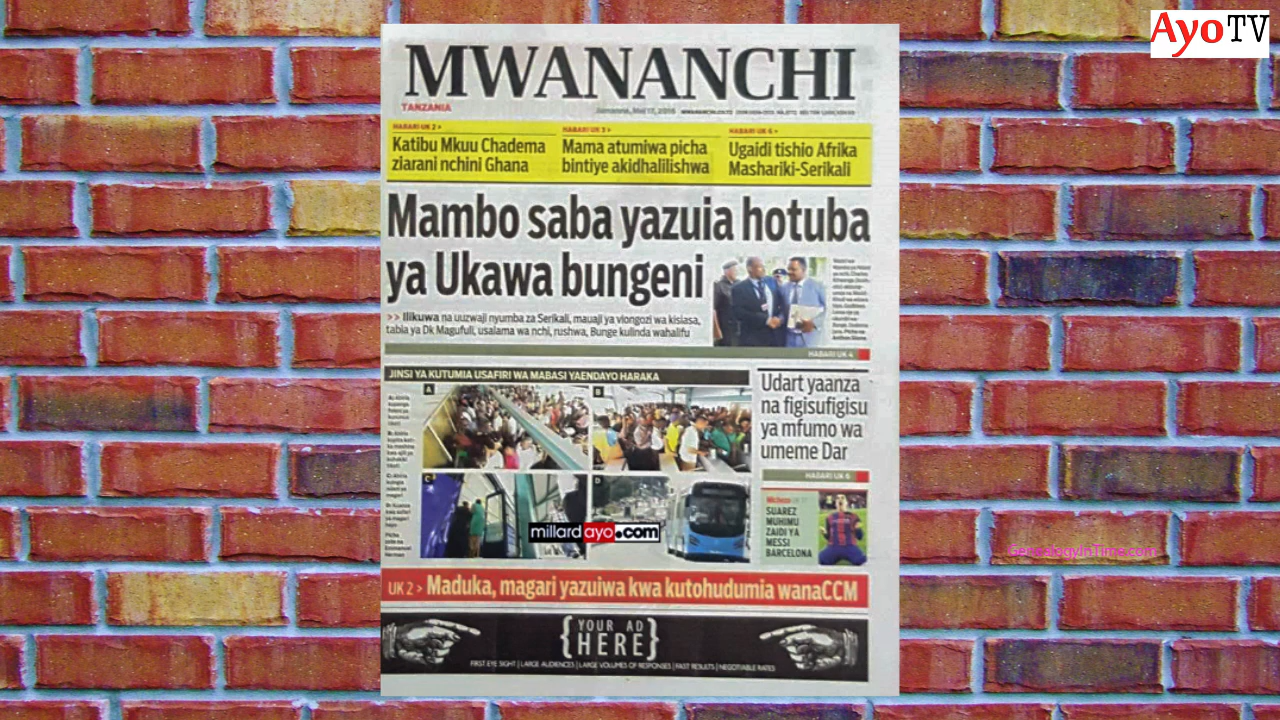 AyoTV
MWANANCHI
TANZANIA
HABARI UK 2 >
Katibu Mkuu Chadema
ziarani nchini Ghana
HABARI UK 3 >
Mama atumiwa picha
bintiye akidhalilishwa
HABARI UK 6 >
Ugaidi tishio Afrika
Mashariki-Serikali
Mambo saba yazuia hotuba
ya Ukawa bungeni
>> Ilikuwa na uuzwaji nyumba za Serikali, mauaji ya viongozi wa kisiasa,
tabia ya Dk Magufuli, usalama wa nchi, rushwa, Bunge kulinda wahalifu
HABARI UK 4
JINSI YA KUTUMIA USAFIRI WA MABASI YAENDAYO HARAKA
A
B
C
D
Udart yaanza
na figisufigisu
ya mfumo wa
umeme Dar
HABARI UK 6
Michezo
SUAREZ
MUHIMU
ZAIDI YA
MESSI
BARCELONA
millardayo.com
GenealogyInTime.com
UK 2 > Maduka, magari yazuiwa kwa kutohudumia wanaCCM
{YOUR AD
HERE}
FIRST EYE SIGHT | LARGE AUDIENCES | LARGE VOLUMES OF RESPONSES | FAST RESULTS | NEGOTIABLE RATES